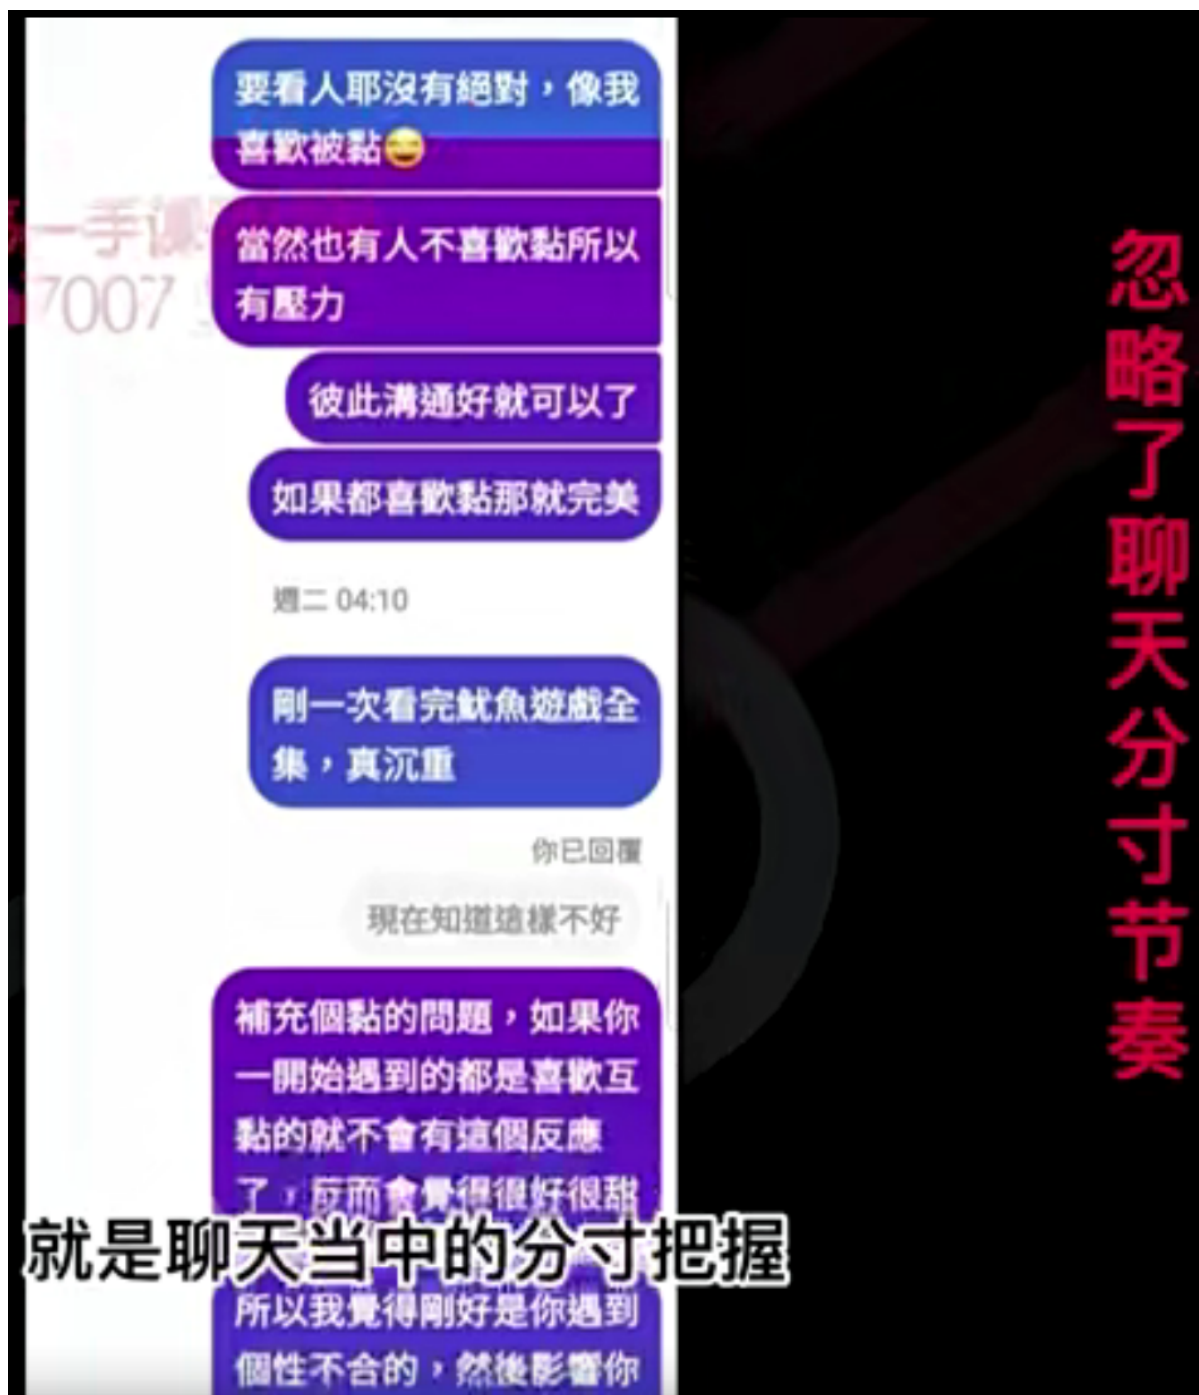 要看人耶沒有絕對，像我
喜歡被黏😅
當然也有人不喜歡黏所以
有壓力
彼此溝通好就可以了
如果都喜歡黏那就完美
週二 04:10
剛一次看完魷魚遊戲全
集，真沉重
你已回覆
現在知道這樣不好
補充個黏的問題，如果你
一開始遇到的都是喜歡互
黏的就不會有這個反應
了，反而會覺得很好很甜
就是聊天当中的分寸把握
所以我覺得剛好是你遇到
個性不合的，然後影響你
忽略了聊天分寸节奏
一手课
7007